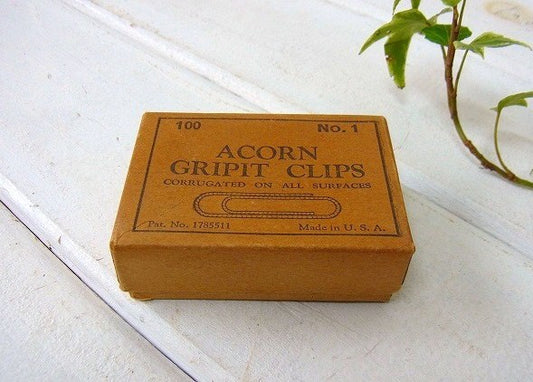 100 No. 1
ACORN
GRIPIT CLIPS
CORRUGATED ON ALL SURFACES
Pat. No. 1785511 Made in U. S. A.